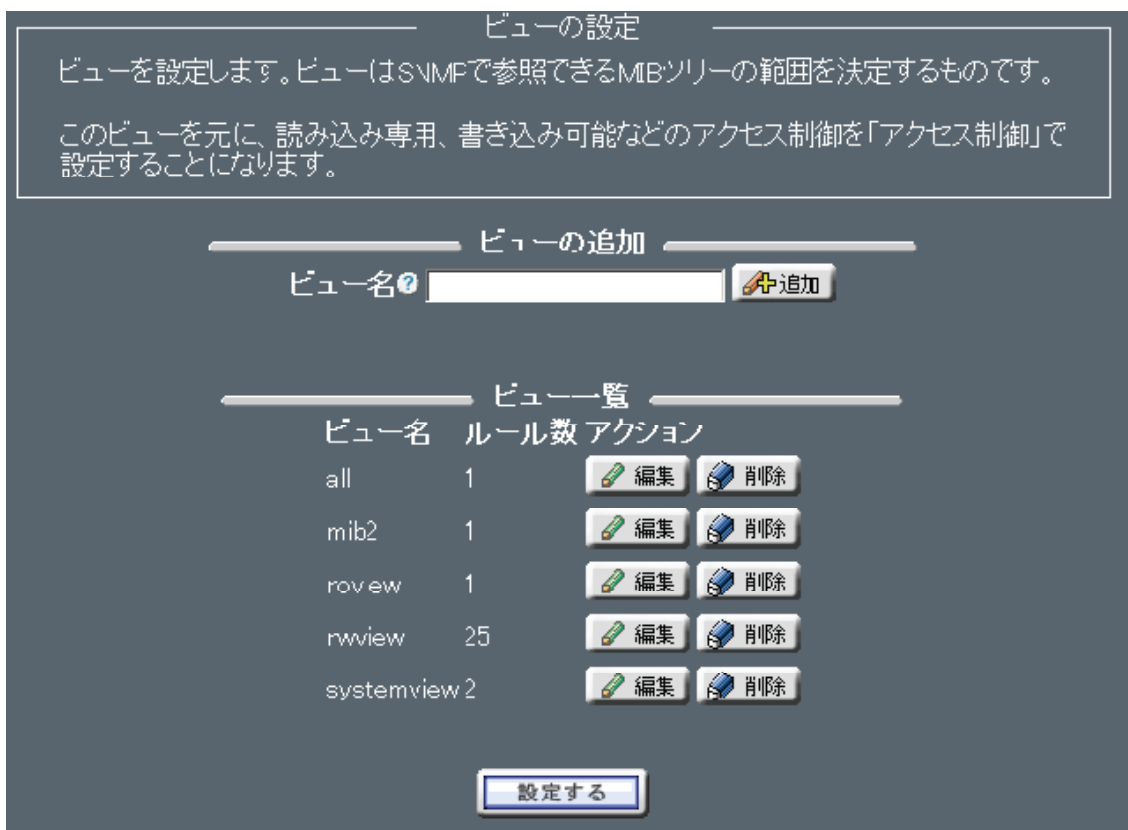 ビューの設定
ビューを設定します。ビューはSNMPで参照できるMIBツリーの範囲を決定するものです。
このビューを元に、読み込み専用、書き込み可能などのアクセス制御を「アクセス制御」で
設定することになります。
ビューの追加
ビュー名 ? 追加
ビュー一覧
ビュー名 ルール数 アクション
all 1 編集 削除
mib2 1 編集 削除
roview 1 編集 削除
rwview 25 編集 削除
systemview 2 編集 削除
設定する